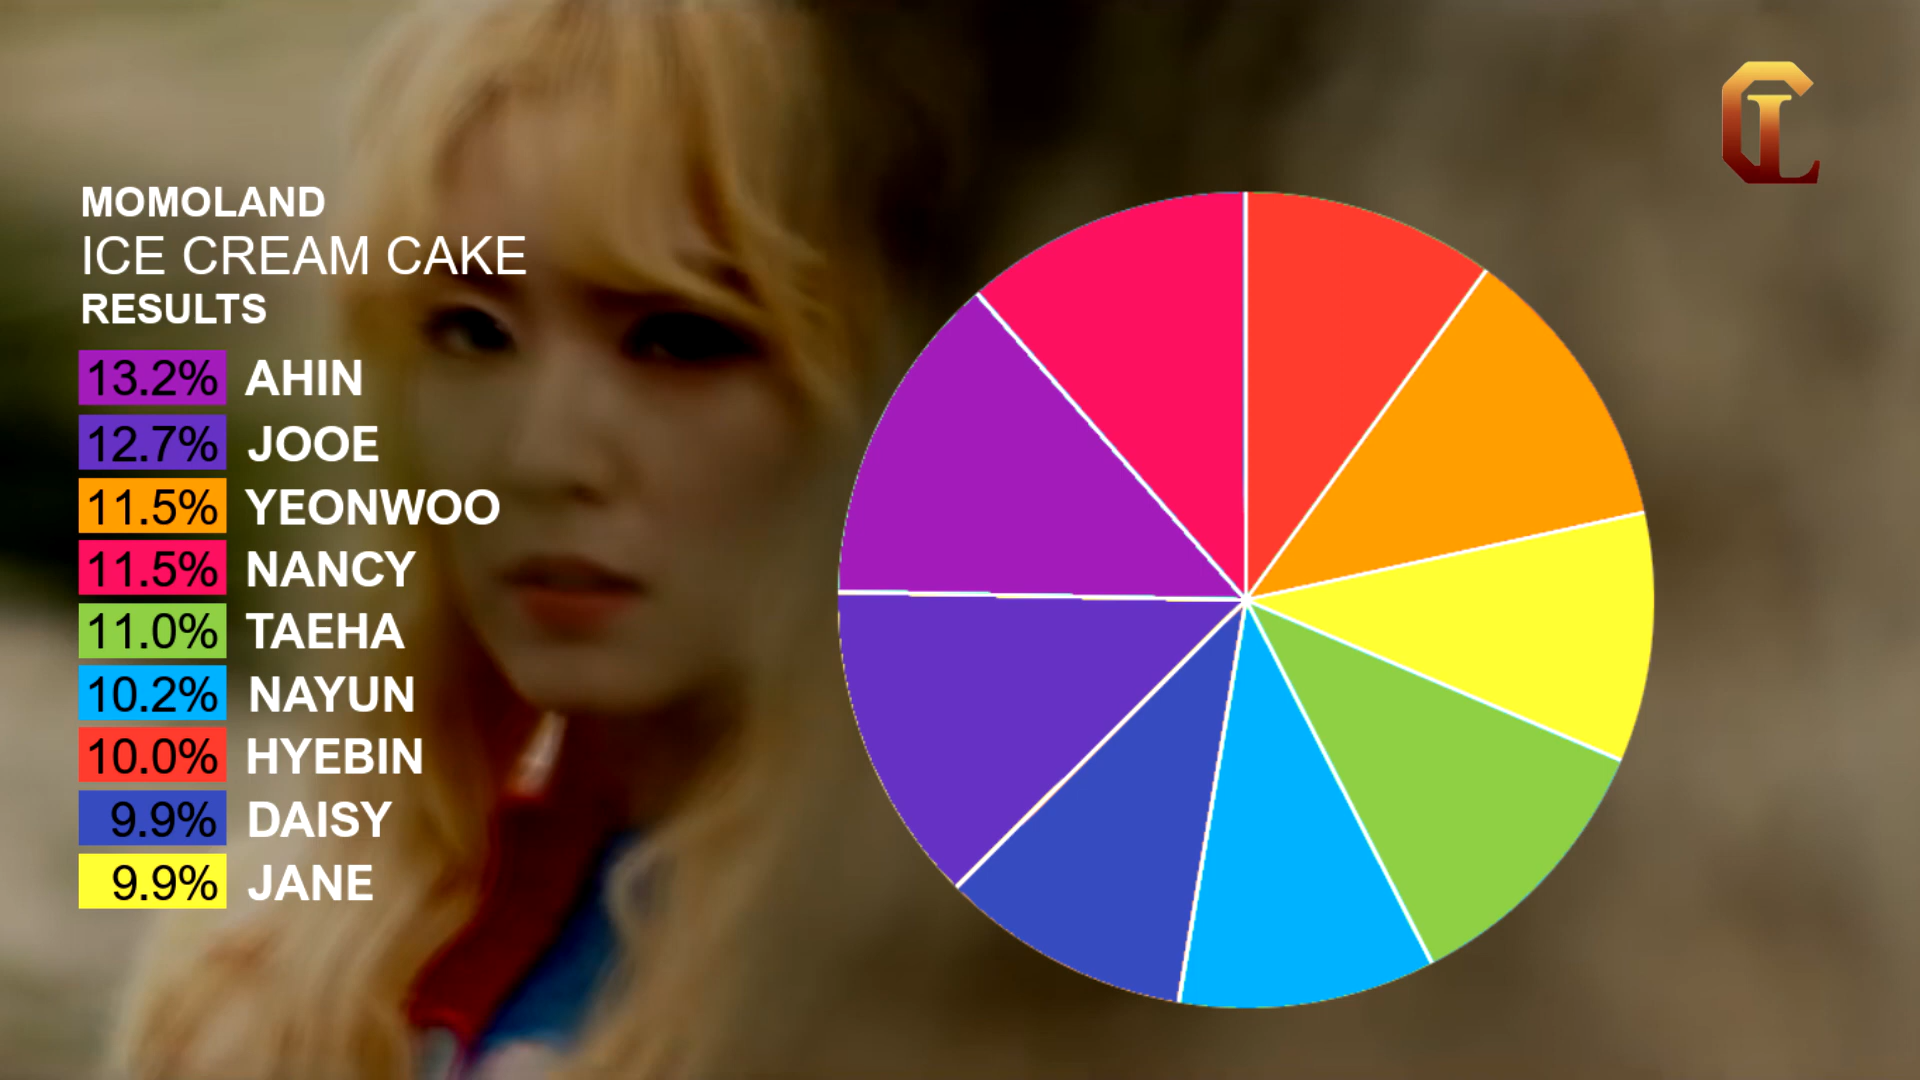 MOMOLAND
ICE CREAM CAKE
RESULTS
13.2% AHIN
12.7% JOOE
11.5% YEONWOO
11.5% NANCY
11.0% TAEHA
10.2% NAYUN
10.0% HYEBIN
9.9% DAISY
9.9% JANE
CL